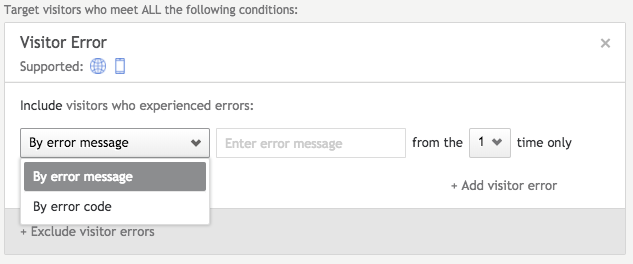 Target visitors who meet ALL the following conditions:
Visitor Error
Supported:
Include visitors who experienced errors:
By error message Enter error message from the 1 time only
By error message
+ Add visitor error
By error code
+ Exclude visitor errors